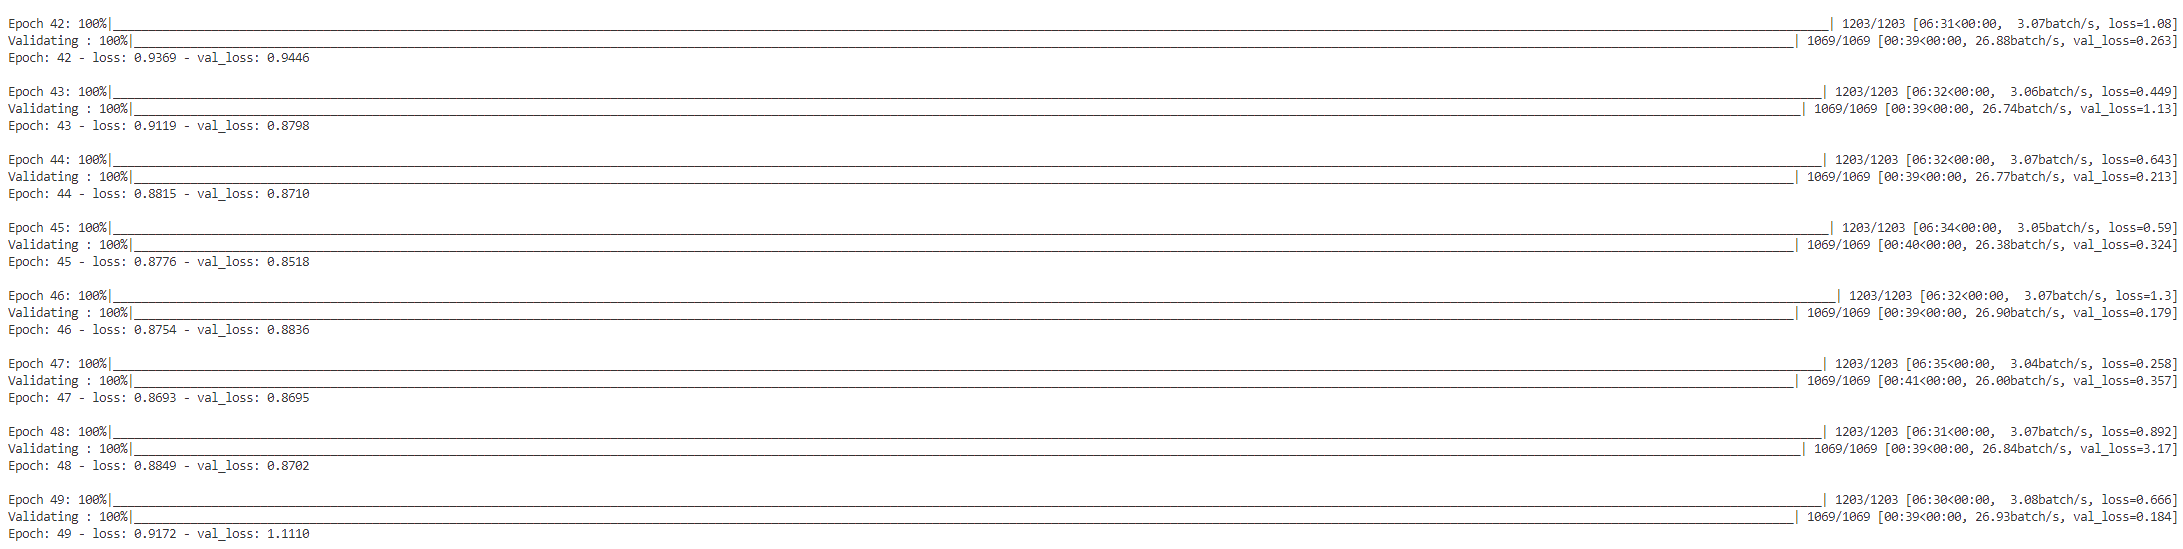 Epoch 42: 100%|| 1203/1203 [06:31<00:00, 3.07batch/s, loss=1.08]
Validating : 100%|| 1069/1069 [00:39<00:00, 26.88batch/s, val_loss=0.263]
Epoch: 42 - loss: 0.9369 - val_loss: 0.9446
Epoch 43: 100%|| 1203/1203 [06:32<00:00, 3.06batch/s, loss=0.449]
Validating : 100%|| 1069/1069 [00:39<00:00, 26.74batch/s, val_loss=1.13]
Epoch: 43 - loss: 0.9119 - val_loss: 0.8798
Epoch 44: 100%|| 1203/1203 [06:32<00:00, 3.07batch/s, loss=0.643]
Validating : 100%|| 1069/1069 [00:39<00:00, 26.77batch/s, val_loss=0.213]
Epoch: 44 - loss: 0.8815 - val_loss: 0.8710
Epoch 45: 100%|| 1203/1203 [06:34<00:00, 3.05batch/s, loss=0.59]
Validating : 100%|| 1069/1069 [00:40<00:00, 26.38batch/s, val_loss=0.324]
Epoch: 45 - loss: 0.8776 - val_loss: 0.8518
Epoch 46: 100%|| 1203/1203 [06:32<00:00, 3.07batch/s, loss=1.3]
Validating : 100%|| 1069/1069 [00:39<00:00, 26.90batch/s, val_loss=0.179]
Epoch: 46 - loss: 0.8754 - val_loss: 0.8836
Epoch 47: 100%|| 1203/1203 [06:35<00:00, 3.04batch/s, loss=0.258]
Validating : 100%|| 1069/1069 [00:41<00:00, 26.00batch/s, val_loss=0.357]
Epoch: 47 - loss: 0.8693 - val_loss: 0.8695
Epoch 48: 100%|| 1203/1203 [06:31<00:00, 3.07batch/s, loss=0.892]
Validating : 100%|| 1069/1069 [00:39<00:00, 26.84batch/s, val_loss=3.17]
Epoch: 48 - loss: 0.8849 - val_loss: 0.8702
Epoch 49: 100%|| 1203/1203 [06:30<00:00, 3.08batch/s, loss=0.666]
Validating : 100%|| 1069/1069 [00:39<00:00, 26.93batch/s, val_loss=0.184]
Epoch: 49 - loss: 0.9172 - val_loss: 1.1110